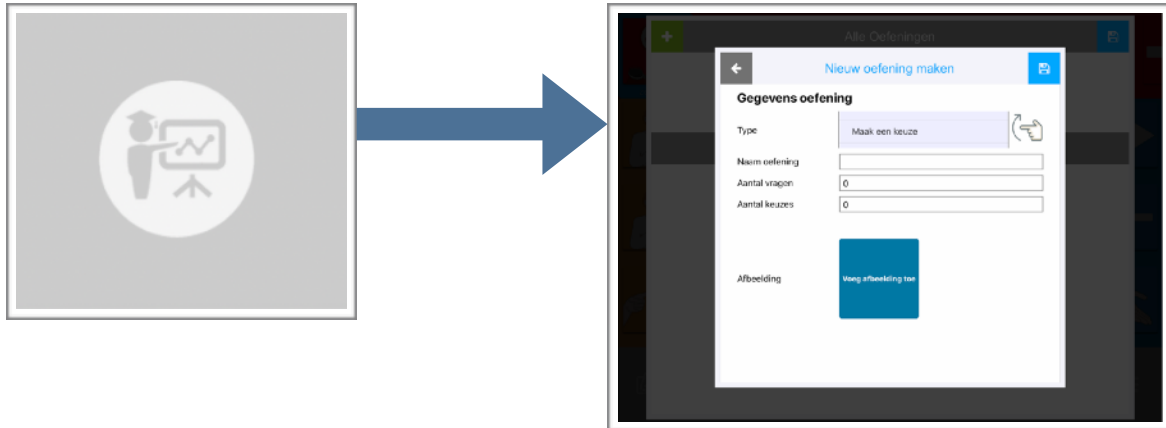 Alle Oefeningen
Nieuw oefening maken
Gegevens oefening
Type
Maak een keuze
Naam oefening
Aantal vragen
0
Aantal keuzes
0
Afbeelding
Voeg afbeelding toe